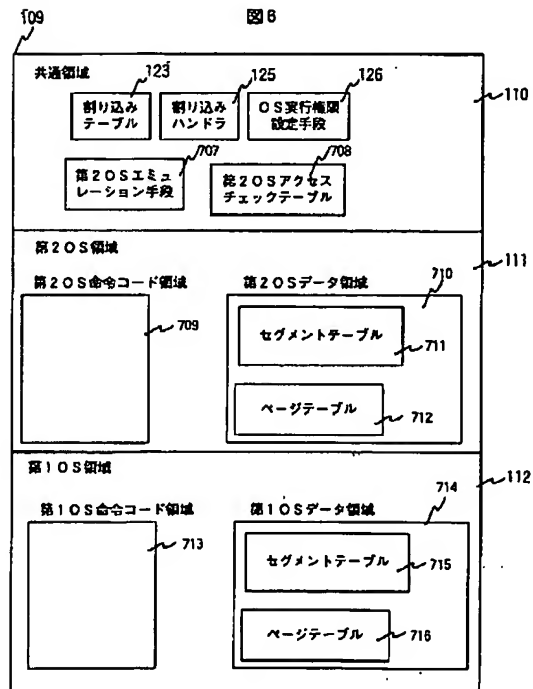 109
図6
共通領域
123
125
126
110
割り込み
テーブル
割り込み
ハンドラ
OS実行権限
設定手段
707
708
第2OSエミュ
レーション手段
第2OSアクセス
チェックテーブル
第2OS領域
111
第2OS命令コード領域
第2OSデータ領域
710
709
セグメントテーブル
711
ページテーブル
712
第1OS領域
112
第1OS命令コード領域
第1OSデータ領域
714
713
セグメントテーブル
715
ページテーブル
716